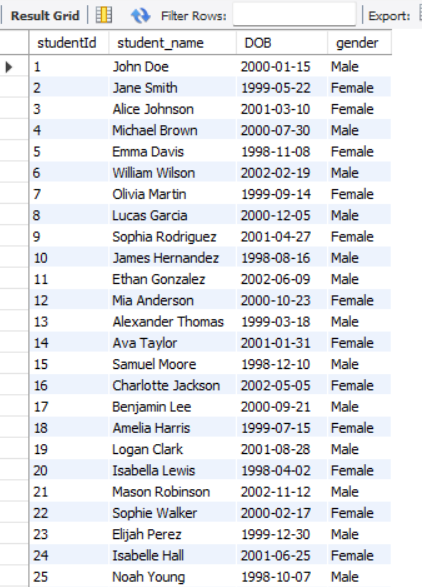 Result Grid Filter Rows: Export:
studentId student_name DOB gender
1 John Doe 2000-01-15 Male
2 Jane Smith 1999-05-22 Female
3 Alice Johnson 2001-03-10 Female
4 Michael Brown 2000-07-30 Male
5 Emma Davis 1998-11-08 Female
6 William Wilson 2002-02-19 Male
7 Olivia Martin 1999-09-14 Female
8 Lucas Garcia 2000-12-05 Male
9 Sophia Rodriguez 2001-04-27 Female
10 James Hernandez 1998-08-16 Male
11 Ethan Gonzalez 2002-06-09 Male
12 Mia Anderson 2000-10-23 Female
13 Alexander Thomas 1999-03-18 Male
14 Ava Taylor 2001-01-31 Female
15 Samuel Moore 1998-12-10 Male
16 Charlotte Jackson 2002-05-05 Female
17 Benjamin Lee 2000-09-21 Male
18 Amelia Harris 1999-07-15 Female
19 Logan Clark 2001-08-28 Male
20 Isabella Lewis 1998-04-02 Female
21 Mason Robinson 2002-11-12 Male
22 Sophie Walker 2000-02-17 Female
23 Elijah Perez 1999-12-30 Male
24 Isabelle Hall 2001-06-25 Female
25 Noah Young 1998-10-07 Male